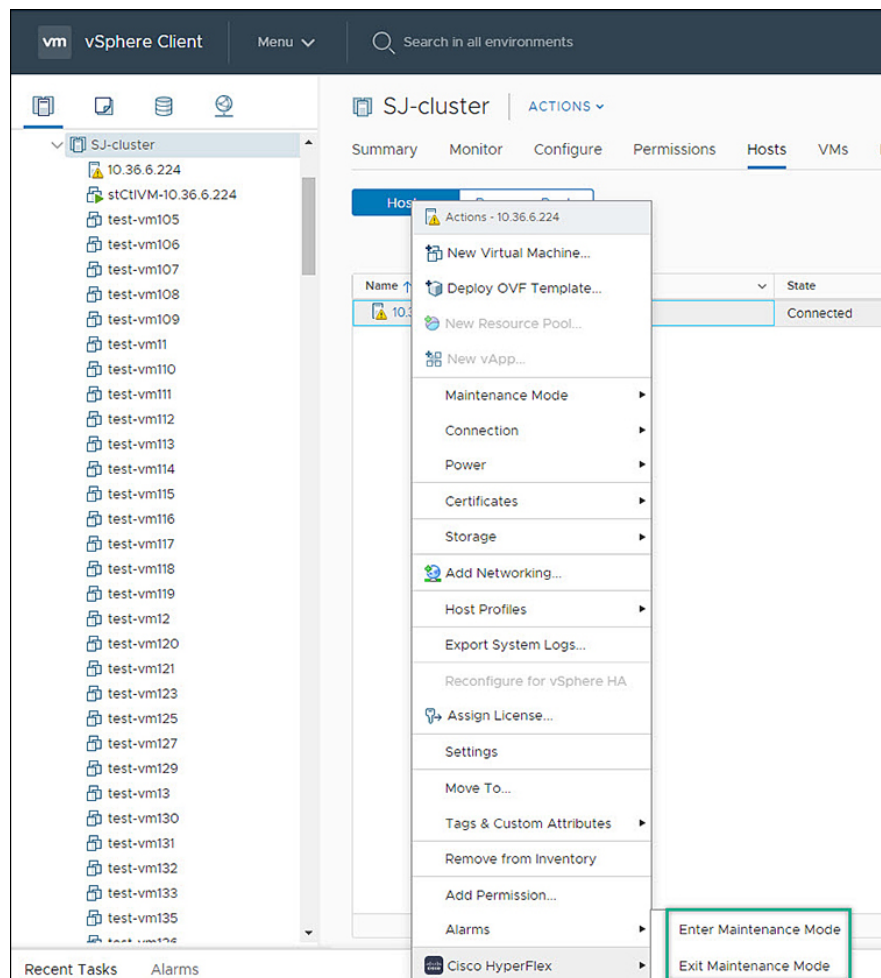 vm vSphere Client Menu Search in all environments
SJ-cluster
10.36.6.224
stCtlVM-10.36.6.224
test-vm105
test-vm106
test-vm107
test-vm108
test-vm109
test-vm11
test-vm110
test-vm111
test-vm112
test-vm113
test-vm114
test-vm115
test-vm116
test-vm117
test-vm118
test-vm119
test-vm12
test-vm120
test-vm121
test-vm123
test-vm125
test-vm127
test-vm129
test-vm13
test-vm130
test-vm131
test-vm132
test-vm133
test-vm135
SJ-cluster ACTIONS
Summary Monitor Configure Permissions Hosts VMs
Name State
10.3 Connected
Actions - 10.36.6.224
New Virtual Machine...
Deploy OVF Template...
New Resource Pool...
New vApp...
Maintenance Mode
Connection
Power
Certificates
Storage
Add Networking...
Host Profiles
Export System Logs...
Reconfigure for vSphere HA
Assign License...
Settings
Move To...
Tags & Custom Attributes
Remove from Inventory
Add Permission...
Alarms
Cisco HyperFlex
Enter Maintenance Mode
Exit Maintenance Mode
Recent Tasks Alarms